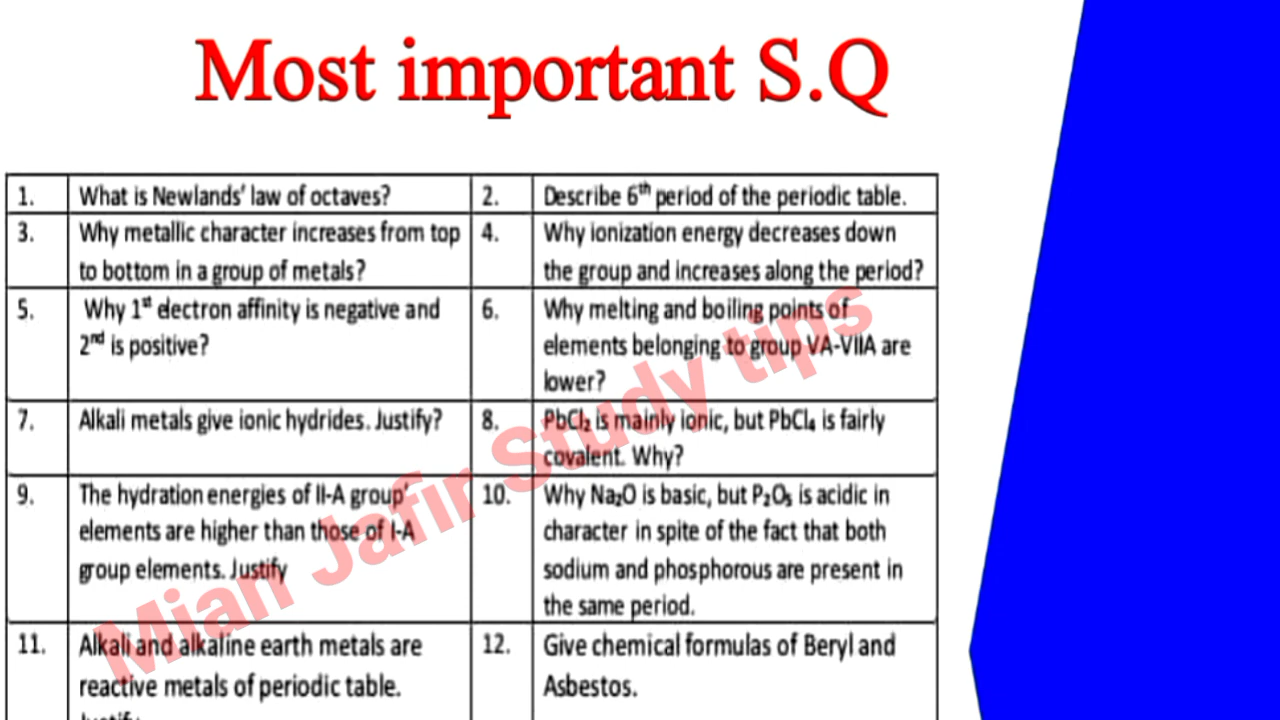 Most important S.Q
1. What is Newlands' law of octaves?
2. Describe 6th period of the periodic table.
3. Why metallic character increases from top
to bottom in a group of metals?
4. Why ionization energy decreases down
the group and increases along the period?
5. Why 1st electron affinity is negative and
2nd is positive?
6. Why melting and boiling points of
elements belonging to group VA-VIIA are
lower?
7. Alkali metals give ionic hydrides. Justify?
8. PbCl₂ is mainly ionic, but PbCl₄ is fairly
covalent. Why?
9. The hydration energies of II-A group'
elements are higher than those of I-A
group elements. Justify
10. Why Na₂O is basic, but P₂O₅ is acidic in
character in spite of the fact that both
sodium and phosphorous are present in
the same period.
11. Alkali and alkaline earth metals are
reactive metals of periodic table.
12. Give chemical formulas of Beryl and
Asbestos.
Mian Jafir Study tips